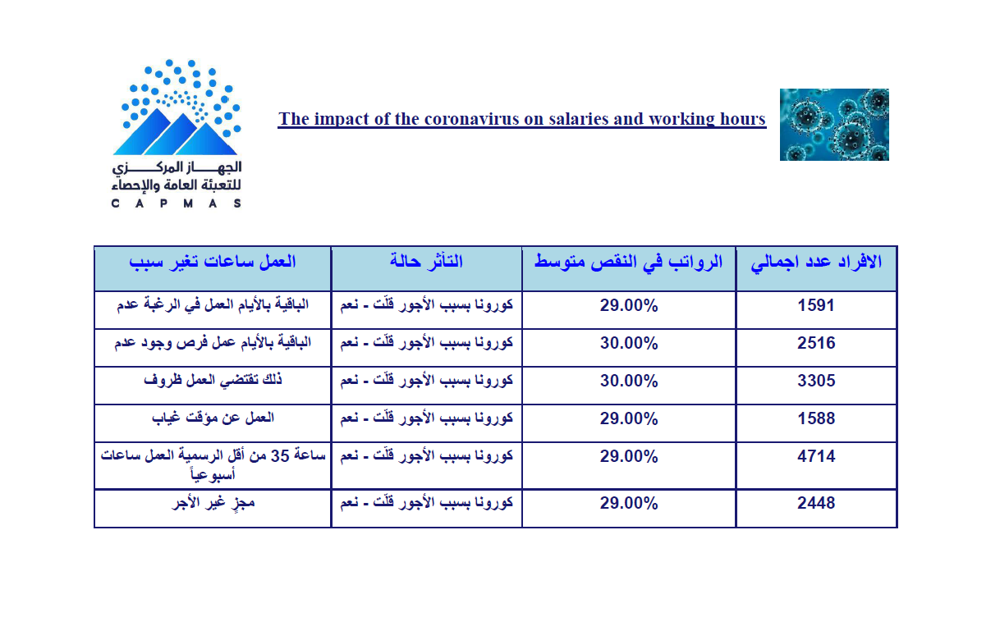 الجهاز المركزي
للتعبئة العامة والإحصاء
CAPMAS
The impact of the coronavirus on salaries and working hours
الافراد عدد اجمالي الرواتب في النقص متوسط التأثر حالة العمل ساعات تغير سبب
1591 29.00% كورونا بسبب الأجور قلّت - نعم الباقية بالأيام العمل في الرغبة عدم
2516 30.00% كورونا بسبب الأجور قلّت - نعم الباقية بالأيام عمل فرص وجود عدم
3305 30.00% كورونا بسبب الأجور قلّت - نعم ذلك تقتضي العمل ظروف
1588 29.00% كورونا بسبب الأجور قلّت - نعم العمل عن مؤقت غياب
4714 29.00% كورونا بسبب الأجور قلّت - نعم ساعة 35 من أقل الرسمية العمل ساعات
أسبوعياً
2448 29.00% كورونا بسبب الأجور قلّت - نعم مجزٍ غير الأجر